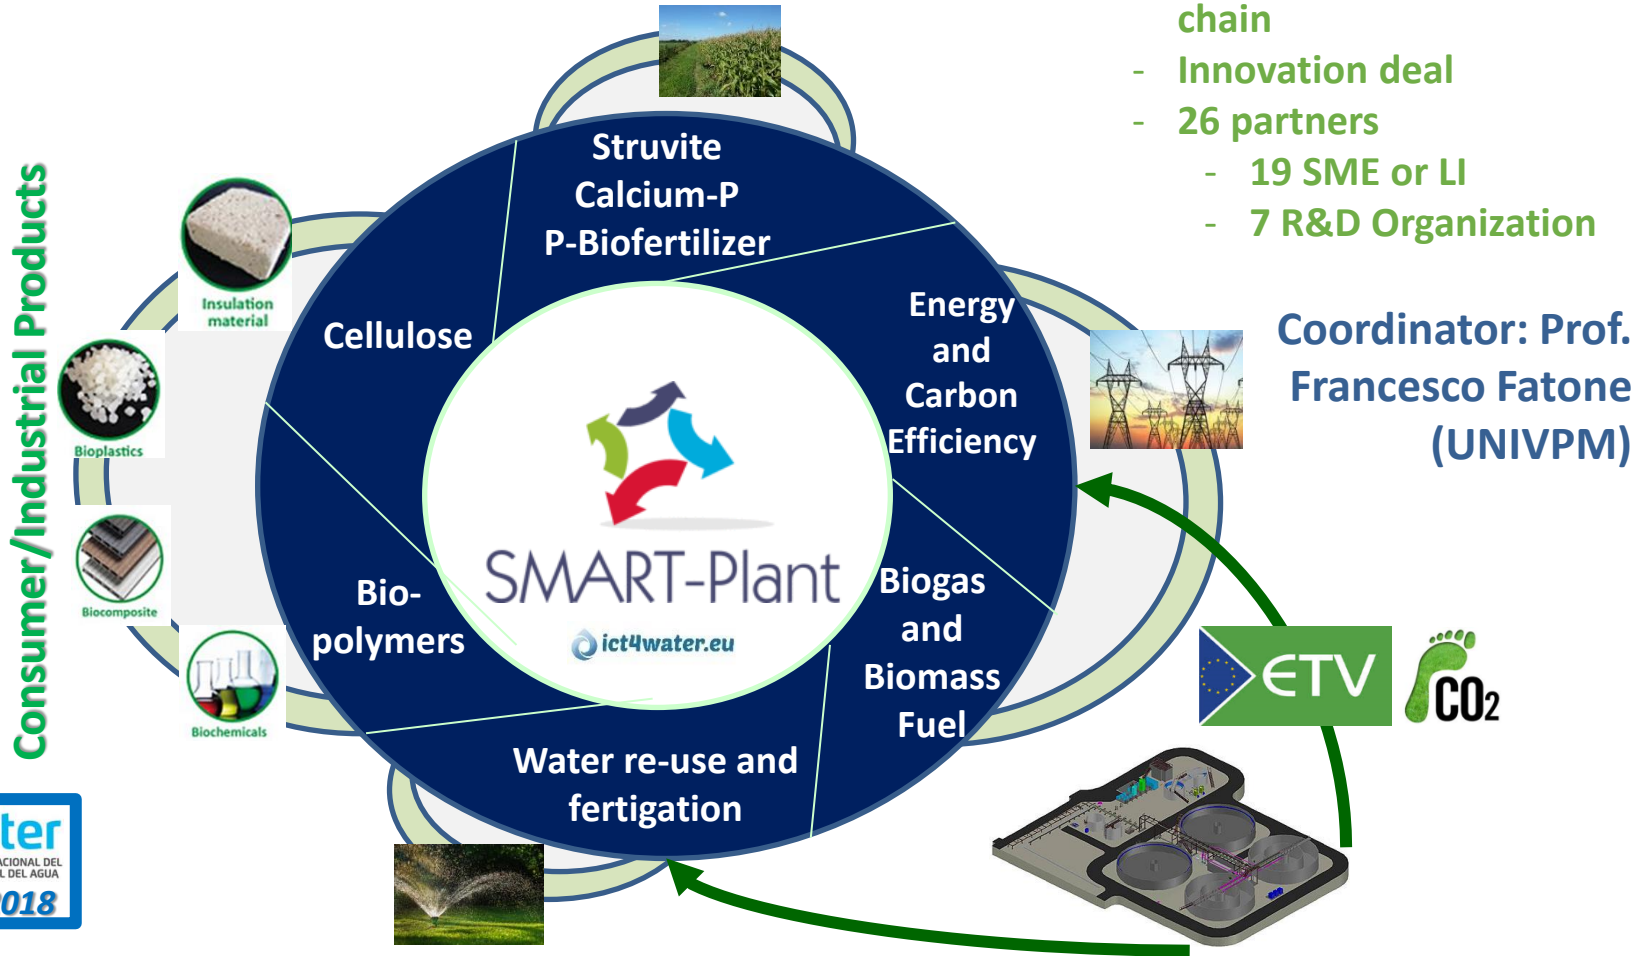 chain
- Innovation deal
- 26 partners
- 19 SME or LI
- 7 R&D Organization
Coordinator: Prof.
Francesco Fatone
(UNIVPM)
Consumer/Industrial Products
Insulation
material
Bioplastics
Biocomposite
Biochemicals
Struvite
Calcium-P
P-Biofertilizer
Cellulose
Energy
and
Carbon
Efficiency
Bio-
polymers
Biogas
and
Biomass
Fuel
Water re-use and
fertigation
SMART-Plant
ict4water.eu
ETV
CO2
ter
ACIONAL DEL
L DEL AGUA
2018